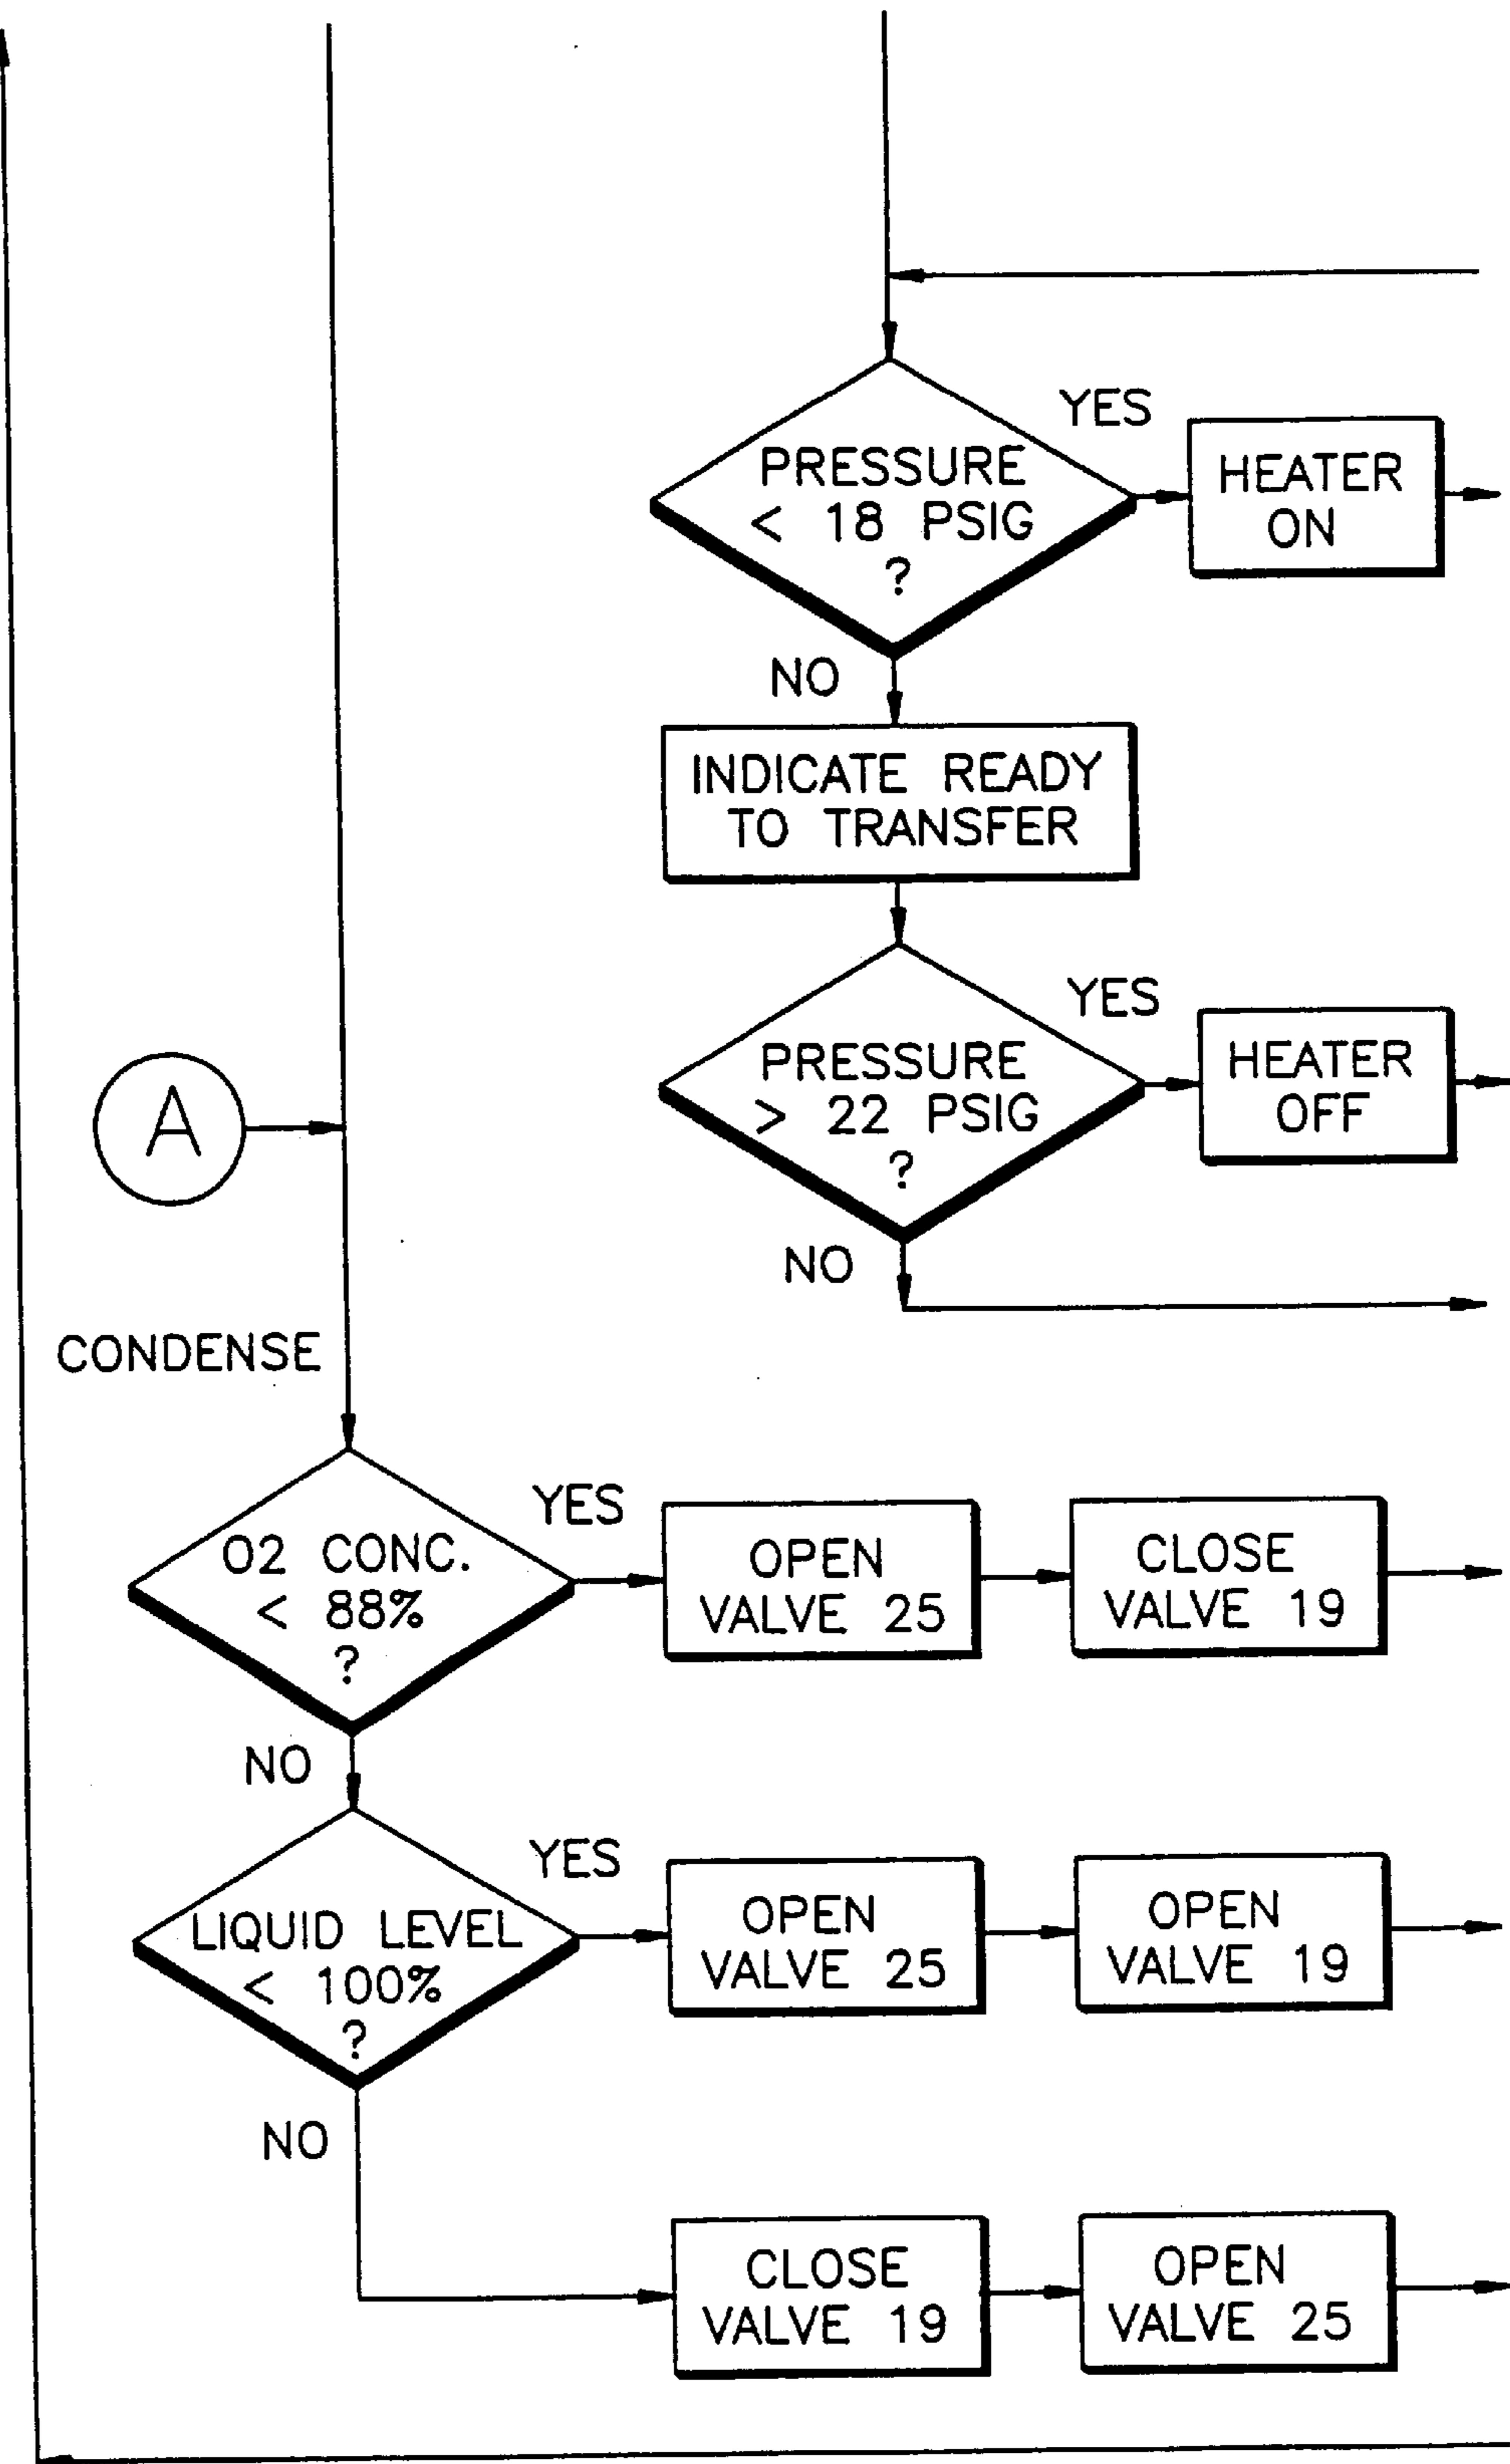 YES
PRESSURE
< 18 PSIG
?
HEATER
ON
NO
INDICATE READY
TO TRANSFER
YES
PRESSURE
> 22 PSIG
?
HEATER
OFF
NO
A
CONDENSE
YES
O2 CONC.
< 88%
?
OPEN
VALVE 25
CLOSE
VALVE 19
NO
YES
LIQUID LEVEL
< 100%
?
OPEN
VALVE 25
OPEN
VALVE 19
NO
CLOSE
VALVE 19
OPEN
VALVE 25